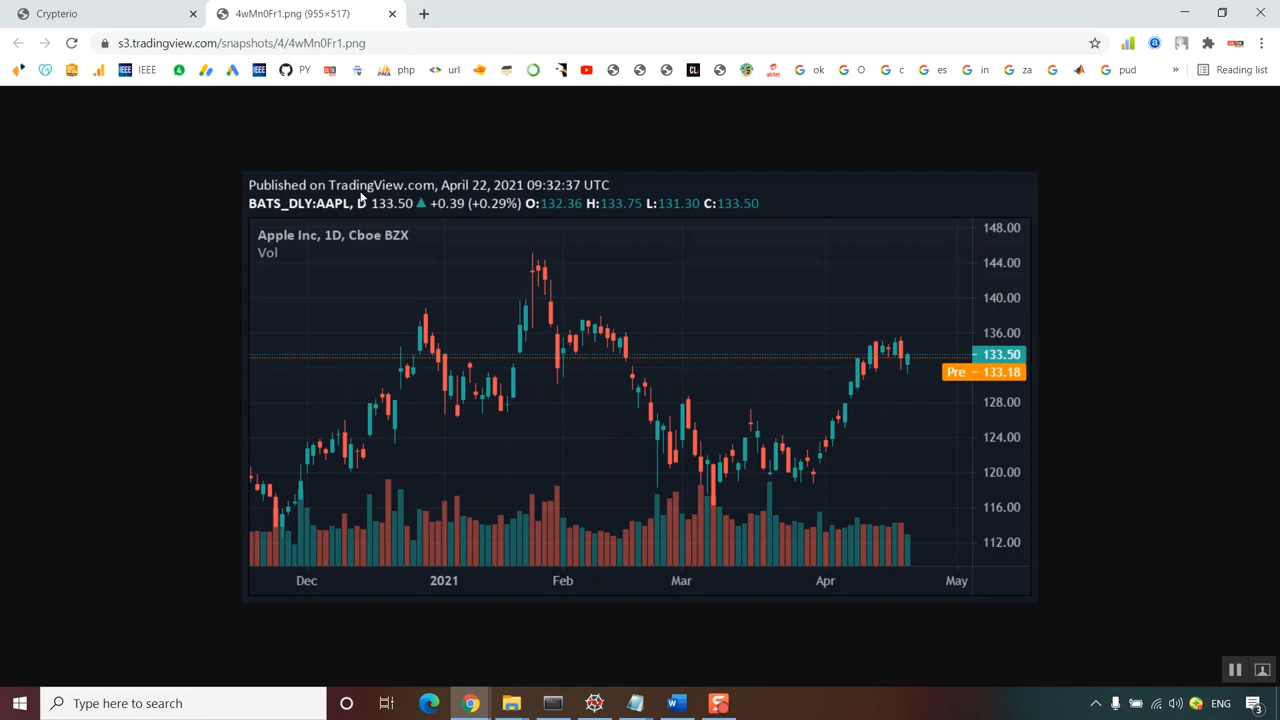 Crypterio
4wMn0Fr1.png (955×517)
s3.tradingview.com/snapshots/4/4wMn0Fr1.png
IEEE PY php url CL airtel ok O c es in za pud » Reading list
Published on TradingView.com, April 22, 2021 09:32:37 UTC
BATS_DLY:AAPL, D 133.50 ▲ +0.39 (+0.29%) O:132.36 H:133.75 L:131.30 C:133.50
Apple Inc, 1D, Cboe BZX
Vol
148.00
144.00
140.00
136.00
133.50
Pre 133.18
128.00
124.00
120.00
116.00
112.00
Dec 2021 Feb Mar Apr May
Type here to search
ENG
3